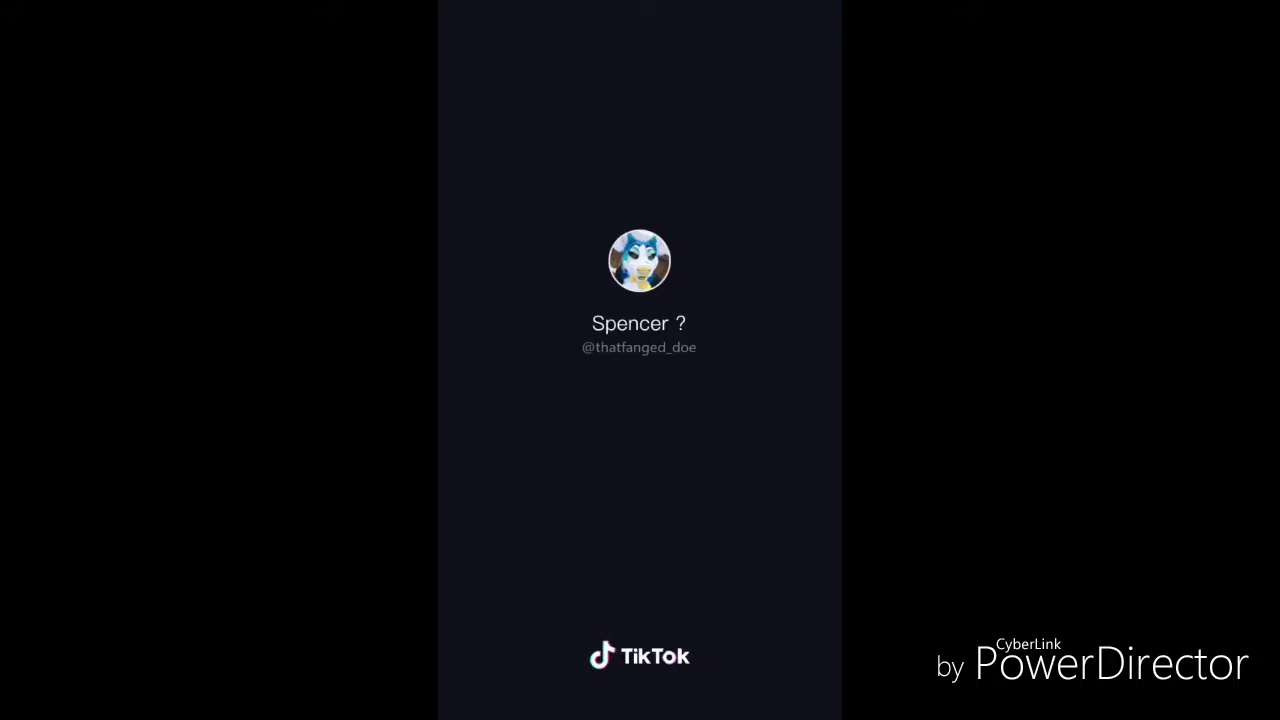 Spencer ?
@thatfanged_doe
TikTok
CyberLink
by PowerDirector